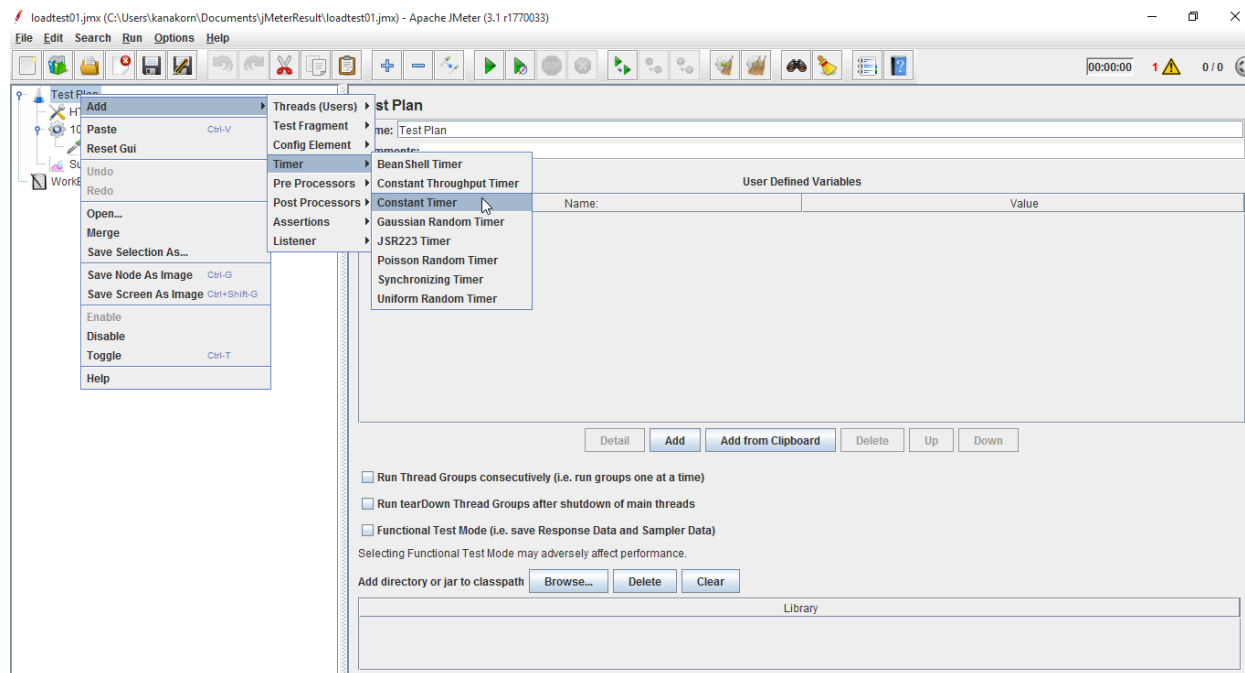 loadtest01.jmx (C:\Users\kanakorn\Documents\jMeterResult\loadtest01.jmx) - Apache JMeter (3.1 r1770033)
File Edit Search Run Options Help
00:00:00 1 0 / 0
Test Plan
WorkB
Add
Paste Ctrl-V
Reset Gui
Undo
Redo
Open...
Merge
Save Selection As...
Save Node As Image Ctrl-G
Save Screen As Image Ctrl+Shift-G
Enable
Disable
Toggle Ctrl-T
Help
Threads (Users)
Test Fragment
Config Element
Timer
Pre Processors
Post Processors
Assertions
Listener
BeanShell Timer
Constant Throughput Timer
Constant Timer
Gaussian Random Timer
JSR223 Timer
Poisson Random Timer
Synchronizing Timer
Uniform Random Timer
st Plan
me: Test Plan
mments:
User Defined Variables
Name: Value
Detail Add Add from Clipboard Delete Up Down
Run Thread Groups consecutively (i.e. run groups one at a time)
Run tearDown Thread Groups after shutdown of main threads
Functional Test Mode (i.e. save Response Data and Sampler Data)
Selecting Functional Test Mode may adversely affect performance.
Add directory or jar to classpath Browse... Delete Clear
Library